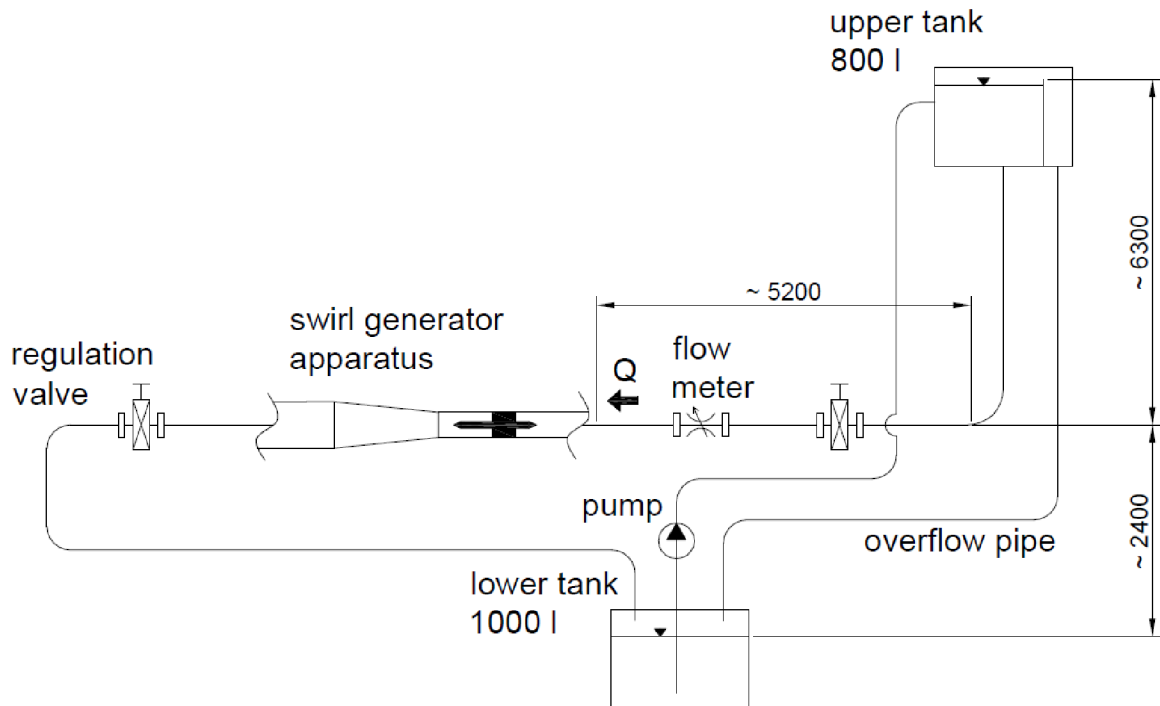 upper tank
800 l
~ 6300
~ 5200
swirl generator
apparatus
flow
meter
Q
regulation
valve
pump
overflow pipe
~ 2400
lower tank
1000 l